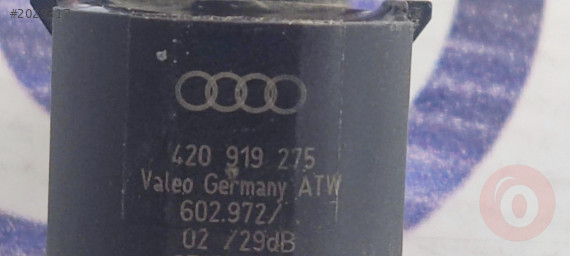 420 919 275
Valeo Germany ATW
602.972/
02 /29dB